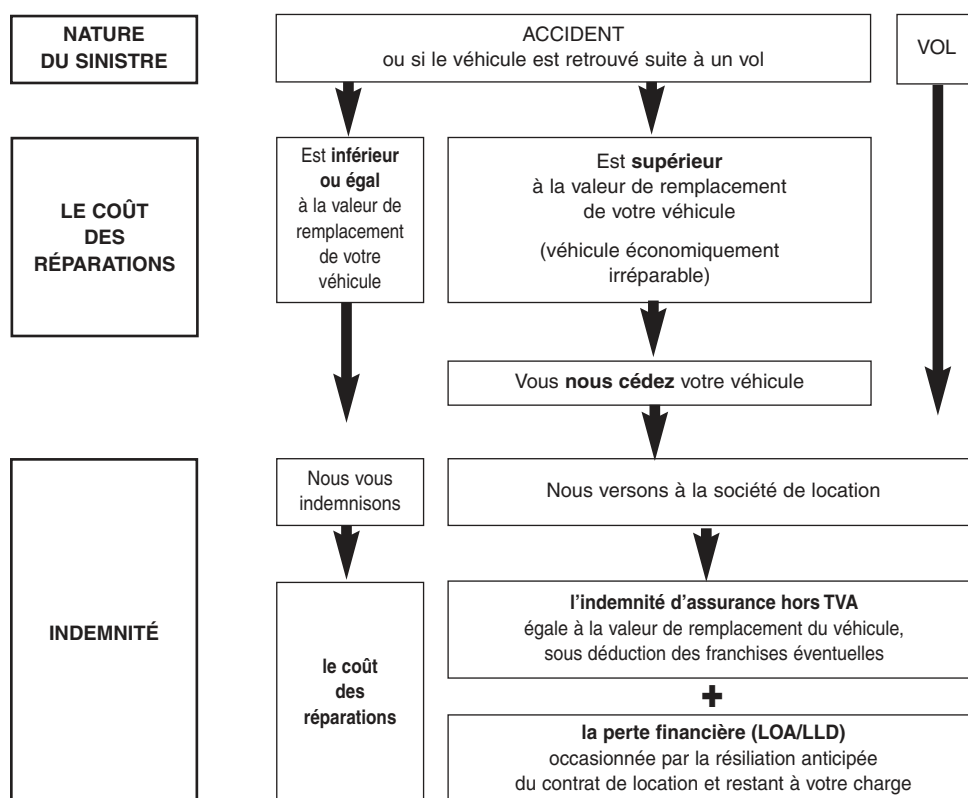 NATURE
DU SINISTRE
ACCIDENT
ou si le véhicule est retrouvé suite à un vol
VOL
LE COÛT
DES
RÉPARATIONS
Est inférieur
ou égal
à la valeur de
remplacement
de votre
véhicule
Est supérieur
à la valeur de remplacement
de votre véhicule
(véhicule économiquement
irréparable)
Vous nous cédez votre véhicule
INDEMNITÉ
Nous vous
indemnisons
Nous versons à la société de location
le coût
des
réparations
l'indemnité d'assurance hors TVA
égale à la valeur de remplacement du véhicule,
sous déduction des franchises éventuelles
+
la perte financière (LOA/LLD)
occasionnée par la résiliation anticipée
du contrat de location et restant à votre charge